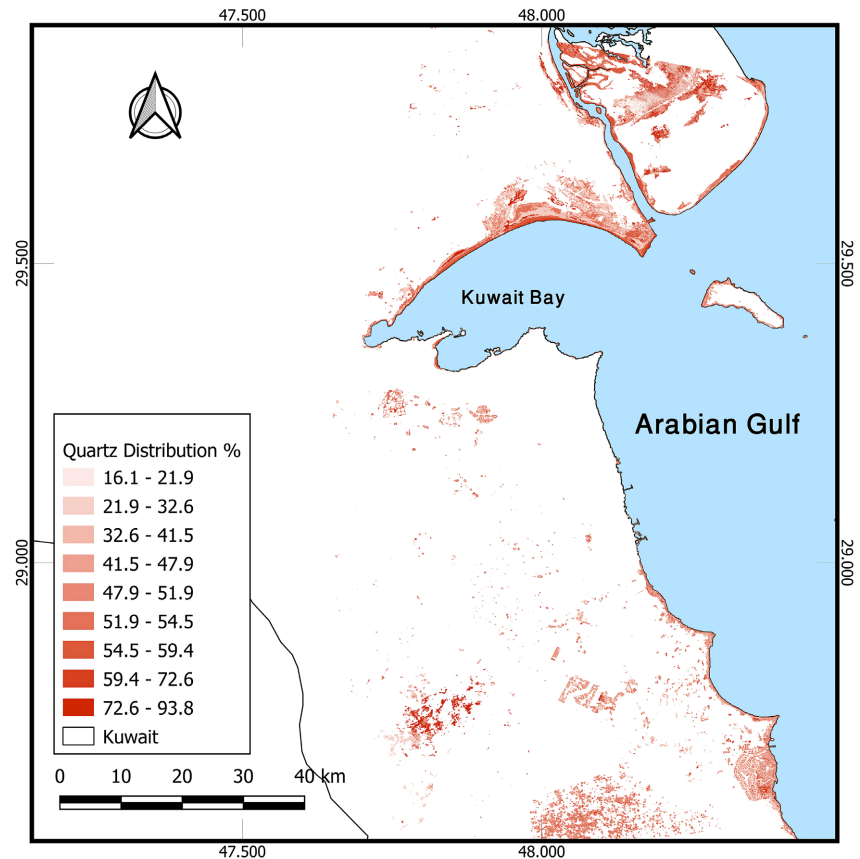 47.500 48.000
29.500
29.500
Kuwait Bay
Arabian Gulf
Quartz Distribution %
16.1 - 21.9
21.9 - 32.6
32.6 - 41.5
41.5 - 47.9
47.9 - 51.9
51.9 - 54.5
54.5 - 59.4
59.4 - 72.6
72.6 - 93.8
Kuwait
29.000
29.000
0 10 20 30 40 km
47.500 48.000